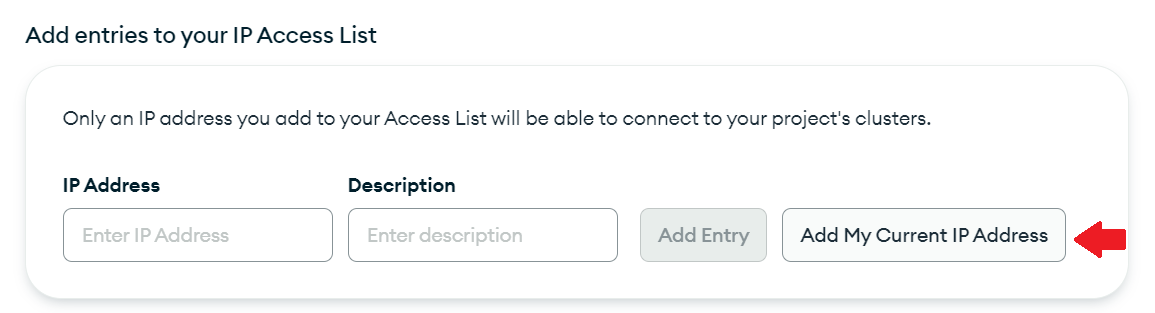 Add entries to your IP Access List
Only an IP address you add to your Access List will be able to connect to your project's clusters.
IP Address
Description
Enter IP Address
Enter description
Add Entry
Add My Current IP Address